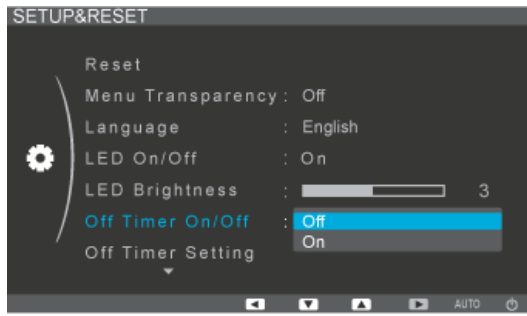 SETUP&RESET
Reset
Menu Transparency : Off
Language : English
LED On/Off : On
LED Brightness : 3
Off Timer On/Off : Off
On
Off Timer Setting
AUTO